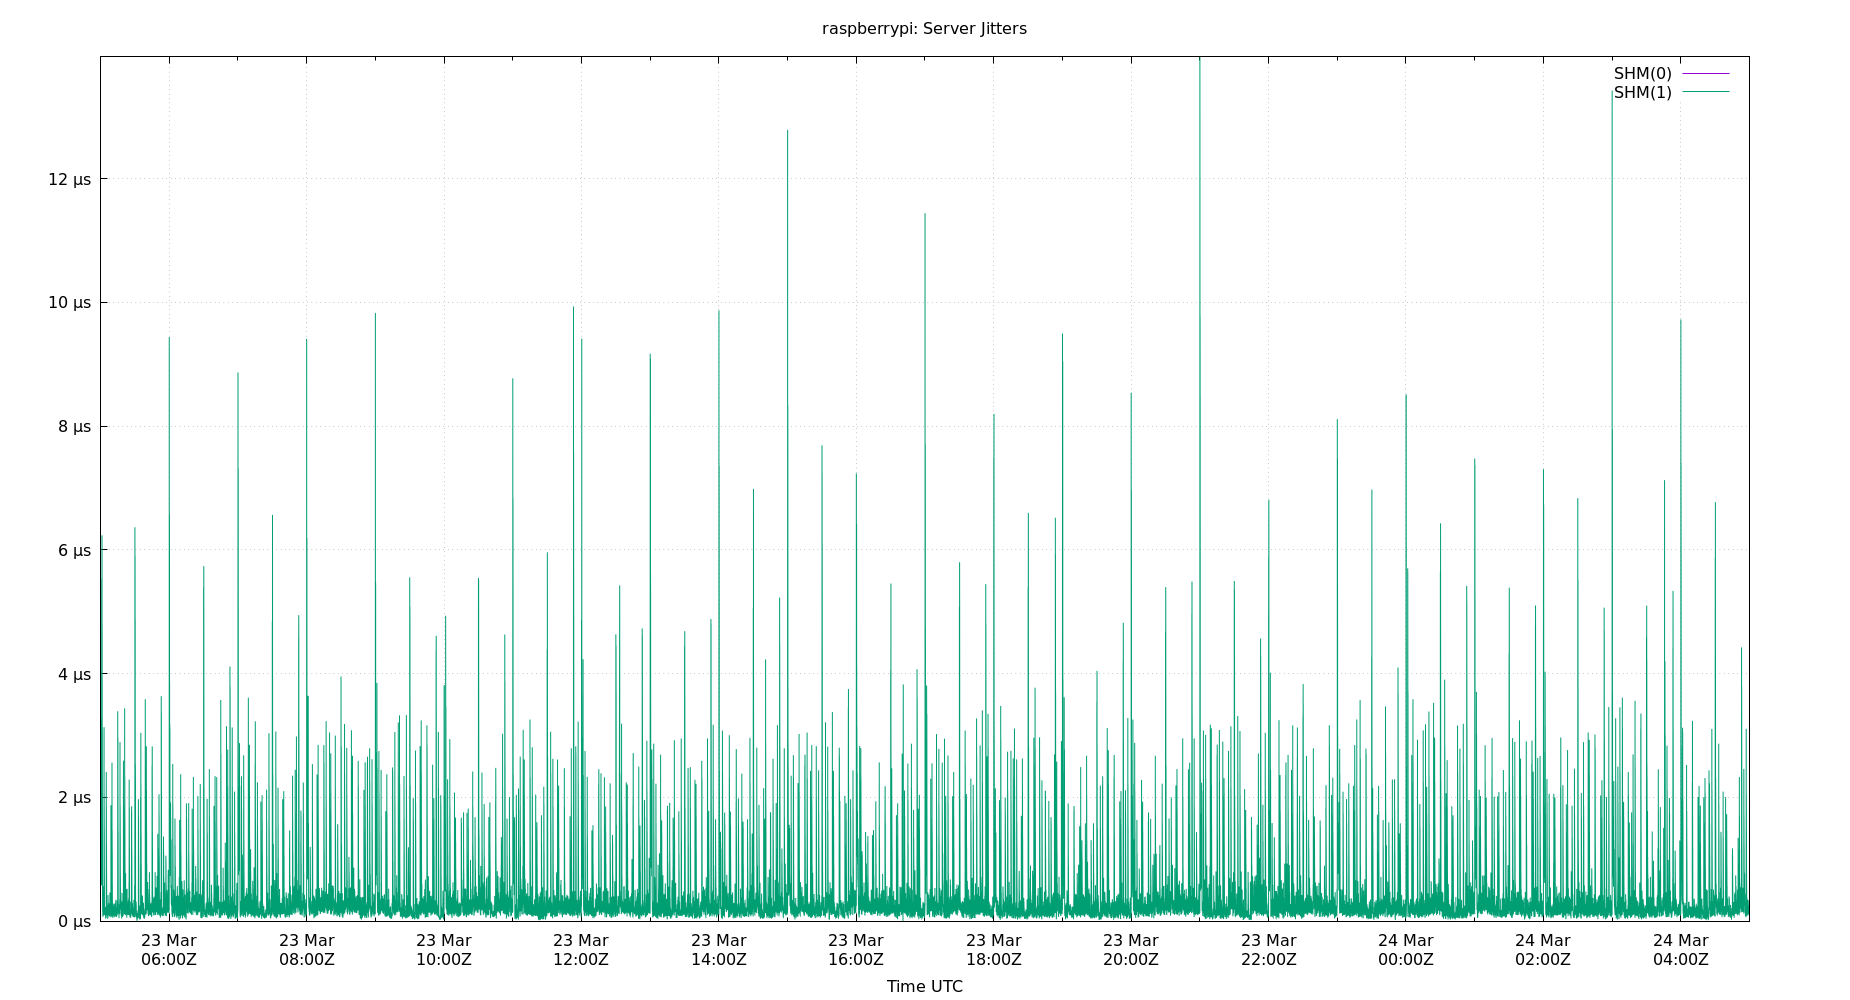 raspberrypi: Server Jitters
SHM(0)
SHM(1)
12 µs
10 µs
8 µs
6 µs
4 µs
2 µs
0 µs
23 Mar 23 Mar 23 Mar 23 Mar 23 Mar 23 Mar 23 Mar 23 Mar 23 Mar 24 Mar 24 Mar 24 Mar
06:00Z 08:00Z 10:00Z 12:00Z 14:00Z 16:00Z 18:00Z 20:00Z 22:00Z 00:00Z 02:00Z 04:00Z
Time UTC